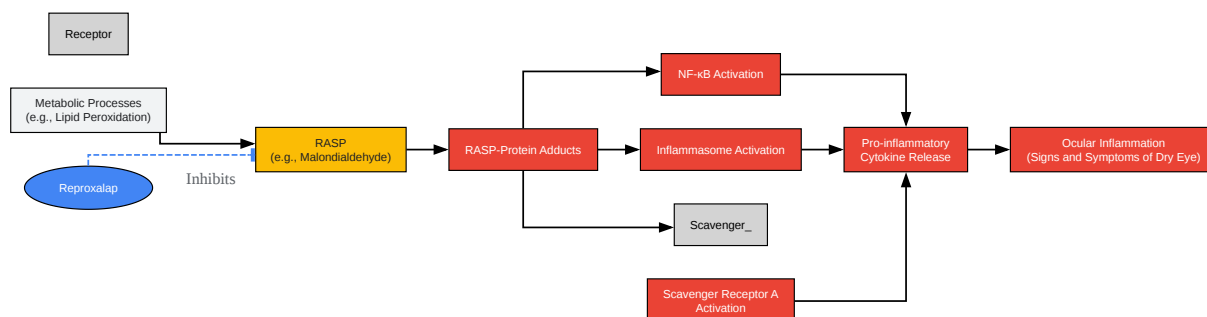 Receptor
Metabolic Processes
(e.g., Lipid Peroxidation)
Reproxalap
Inhibits
RASP
(e.g., Malondialdehyde)
RASP-Protein Adducts
NF-κB Activation
Inflammasome Activation
Scavenger_
Scavenger Receptor A
Activation
Pro-inflammatory
Cytokine Release
Ocular Inflammation
(Signs and Symptoms of Dry Eye)